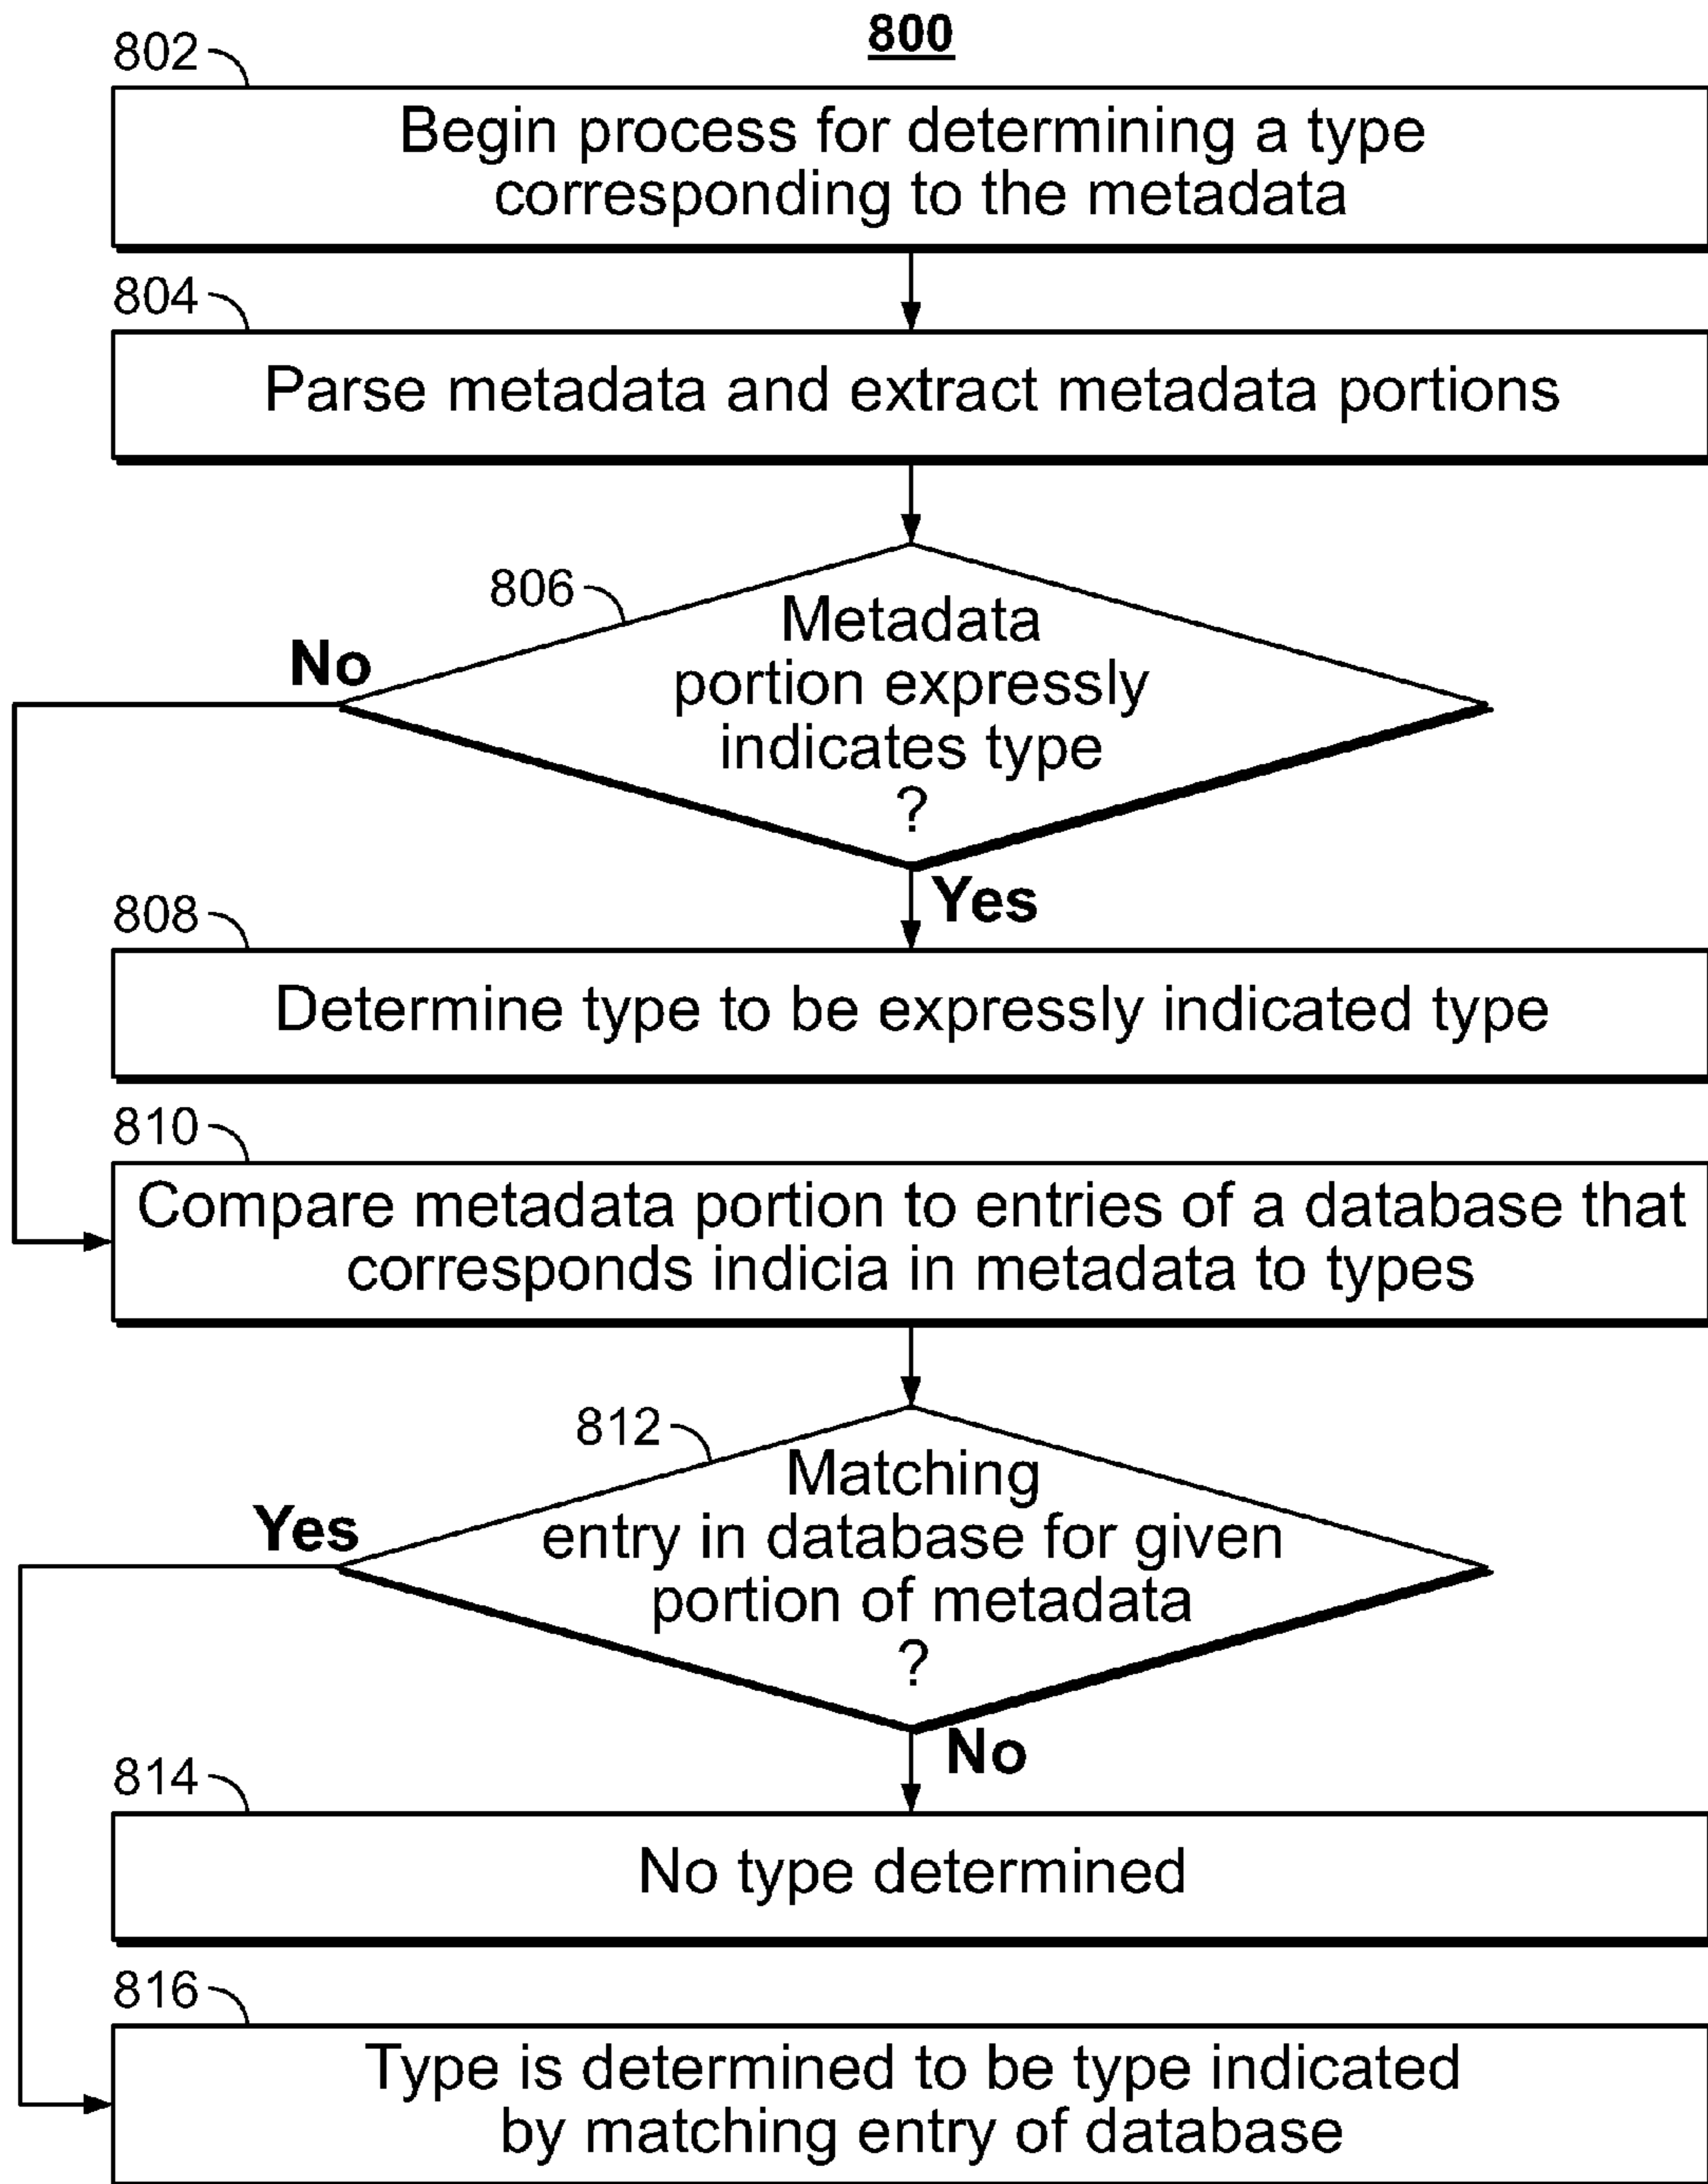 800
802
Begin process for determining a type
corresponding to the metadata
804
Parse metadata and extract metadata portions
806
Metadata
portion expressly
indicates type
?
No
Yes
808
Determine type to be expressly indicated type
810
Compare metadata portion to entries of a database that
corresponds indicia in metadata to types
812
Matching
entry in database for given
portion of metadata
?
Yes
No
814
No type determined
816
Type is determined to be type indicated
by matching entry of database